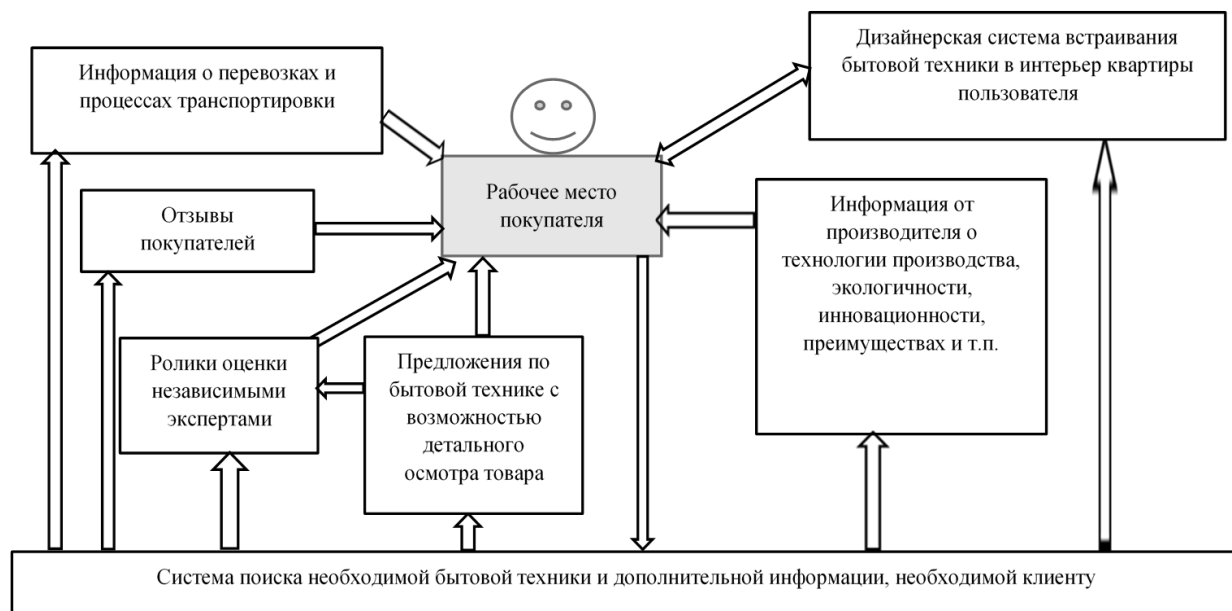 Информация о перевозках и
процессах транспортировки
Дизайнерская система встраивания
бытовой техники в интерьер квартиры
пользователя
Рабочее место
покупателя
Отзывы
покупателей
Информация от
производителя о
технологии производства,
экологичности,
инновационности,
преимуществах и т.п.
Ролики оценки
независимыми
экспертами
Предложения по
бытовой технике с
возможностью
детального
осмотра товара
Система поиска необходимой бытовой техники и дополнительной информации, необходимой клиенту